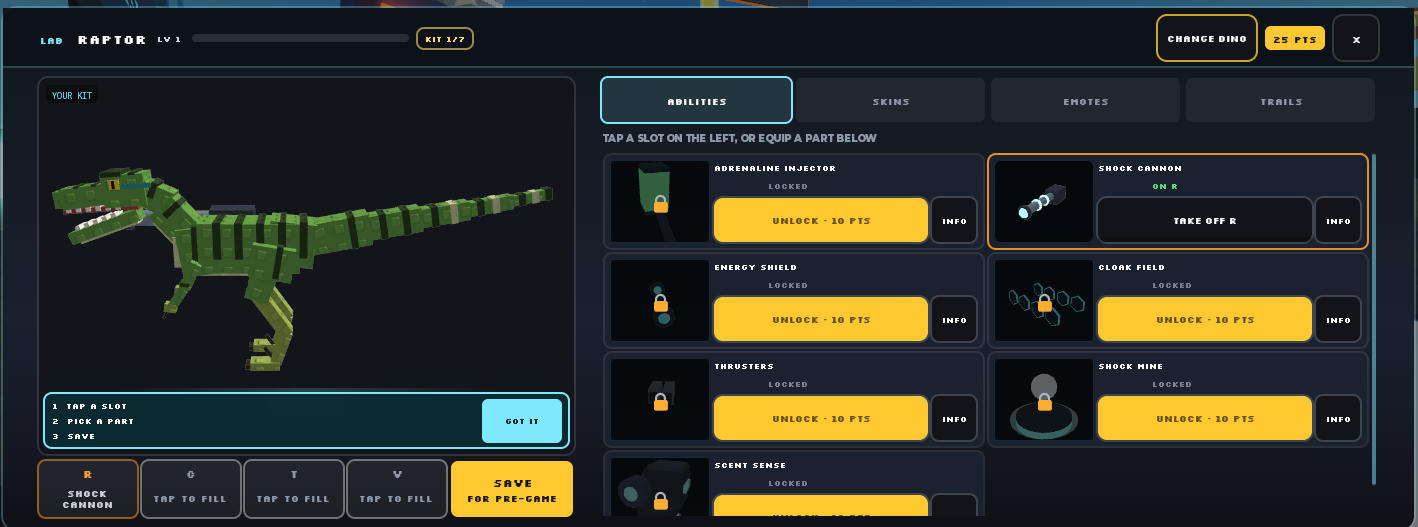 LAB RAPTOR LV 1 KIT 1/7 CHANGE DINO 25 PTS X
YOUR KIT
ABILITIES SKINS EMOTES TRAILS
TAP A SLOT ON THE LEFT, OR EQUIP A PART BELOW
ADRENALINE INJECTOR
LOCKED
UNLOCK - 10 PTS INFO
SHOCK CANNON
ON R
TAKE OFF R INFO
ENERGY SHIELD
LOCKED
UNLOCK - 10 PTS INFO
CLOAK FIELD
LOCKED
UNLOCK - 10 PTS INFO
THRUSTERS
LOCKED
UNLOCK - 10 PTS INFO
SHOCK MINE
LOCKED
UNLOCK - 10 PTS INFO
SCENT SENSE
LOCKED
1 TAP A SLOT
2 PICK A PART
3 SAVE
GOT IT
R
SHOCK
CANNON
G
TAP TO FILL
T
TAP TO FILL
V
TAP TO FILL
SAVE
FOR PRE-GAME